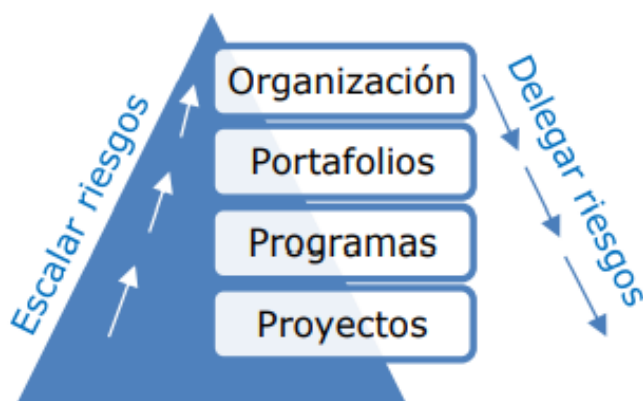 Organización
Portafolios
Programas
Proyectos
Escalar riesgos
Delegar riesgos